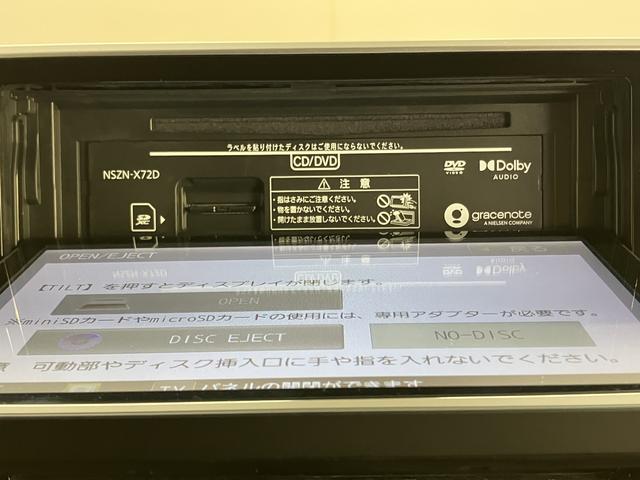 ラベルを貼り付けたディスクはご使用にならないでください。
CD/DVD
NSZN-X72D
DVD
VIDEO
Dolby
AUDIO
SD
XC
注意
・指はさみにご注意ください。
・物を置かないでください。
・開けたまま放置しないでください。
gracenote
A NIELSEN COMPANY
OPEN/EJECT
戻る
【TILT】を押すとディスプレイが閉じます。
OPEN
※miniSDカードやmicroSDカードの使用には、専用アダプターが必要です。
DISC EJECT
NO-DISC
可動部やディスク挿入口に手や指を入れないでください。
パネルの開閉ができます